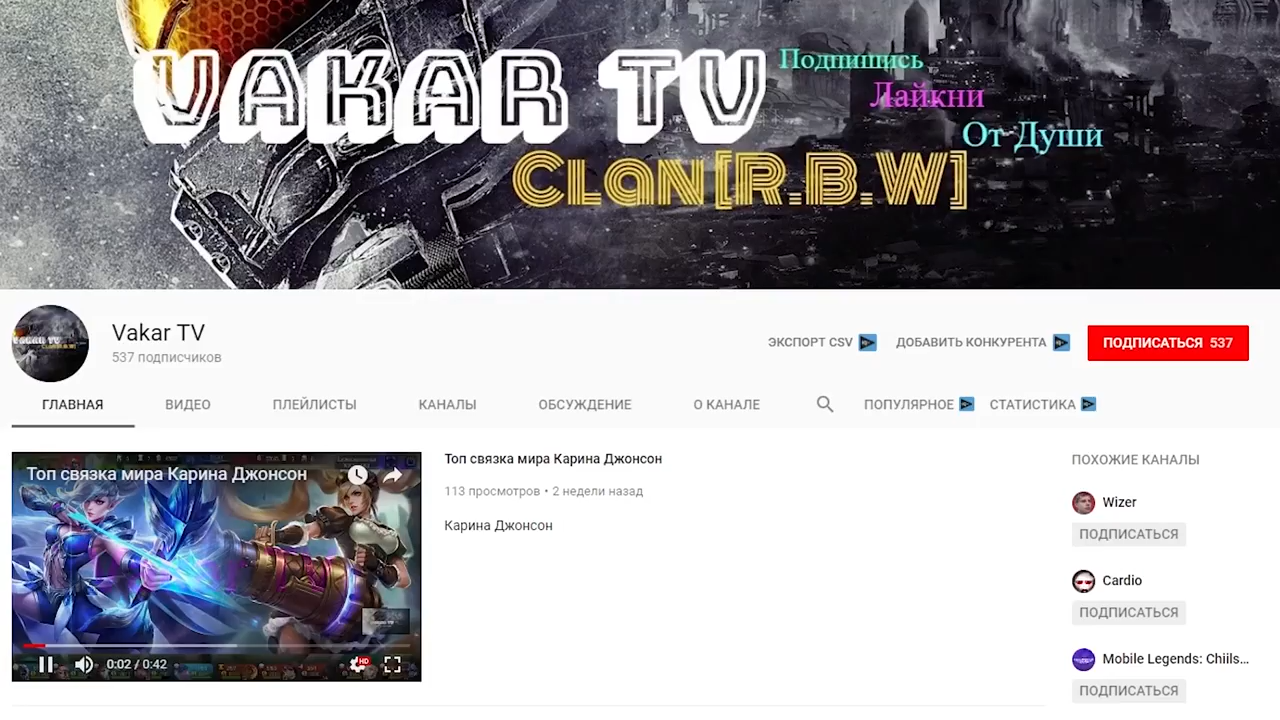 VAKAR TV
Подпишись
Лайкни
От Души
Clan[R.B.W]
Vakar TV
537 подписчиков
ЭКСПОРТ CSV
ДОБАВИТЬ КОНКУРЕНТА
ПОДПИСАТЬСЯ 537
ГЛАВНАЯ
ВИДЕО
ПЛЕЙЛИСТЫ
КАНАЛЫ
ОБСУЖДЕНИЕ
О КАНАЛЕ
ПОПУЛЯРНОЕ
СТАТИСТИКА
Топ связка мира Карина Джонсон
HD
0:02 / 0:42
Топ связка мира Карина Джонсон
113 просмотров • 2 недели назад
Карина Джонсон
ПОХОЖИЕ КАНАЛЫ
Wizer
ПОДПИСАТЬСЯ
Cardio
ПОДПИСАТЬСЯ
Mobile Legends: Chiils...
ПОДПИСАТЬСЯ